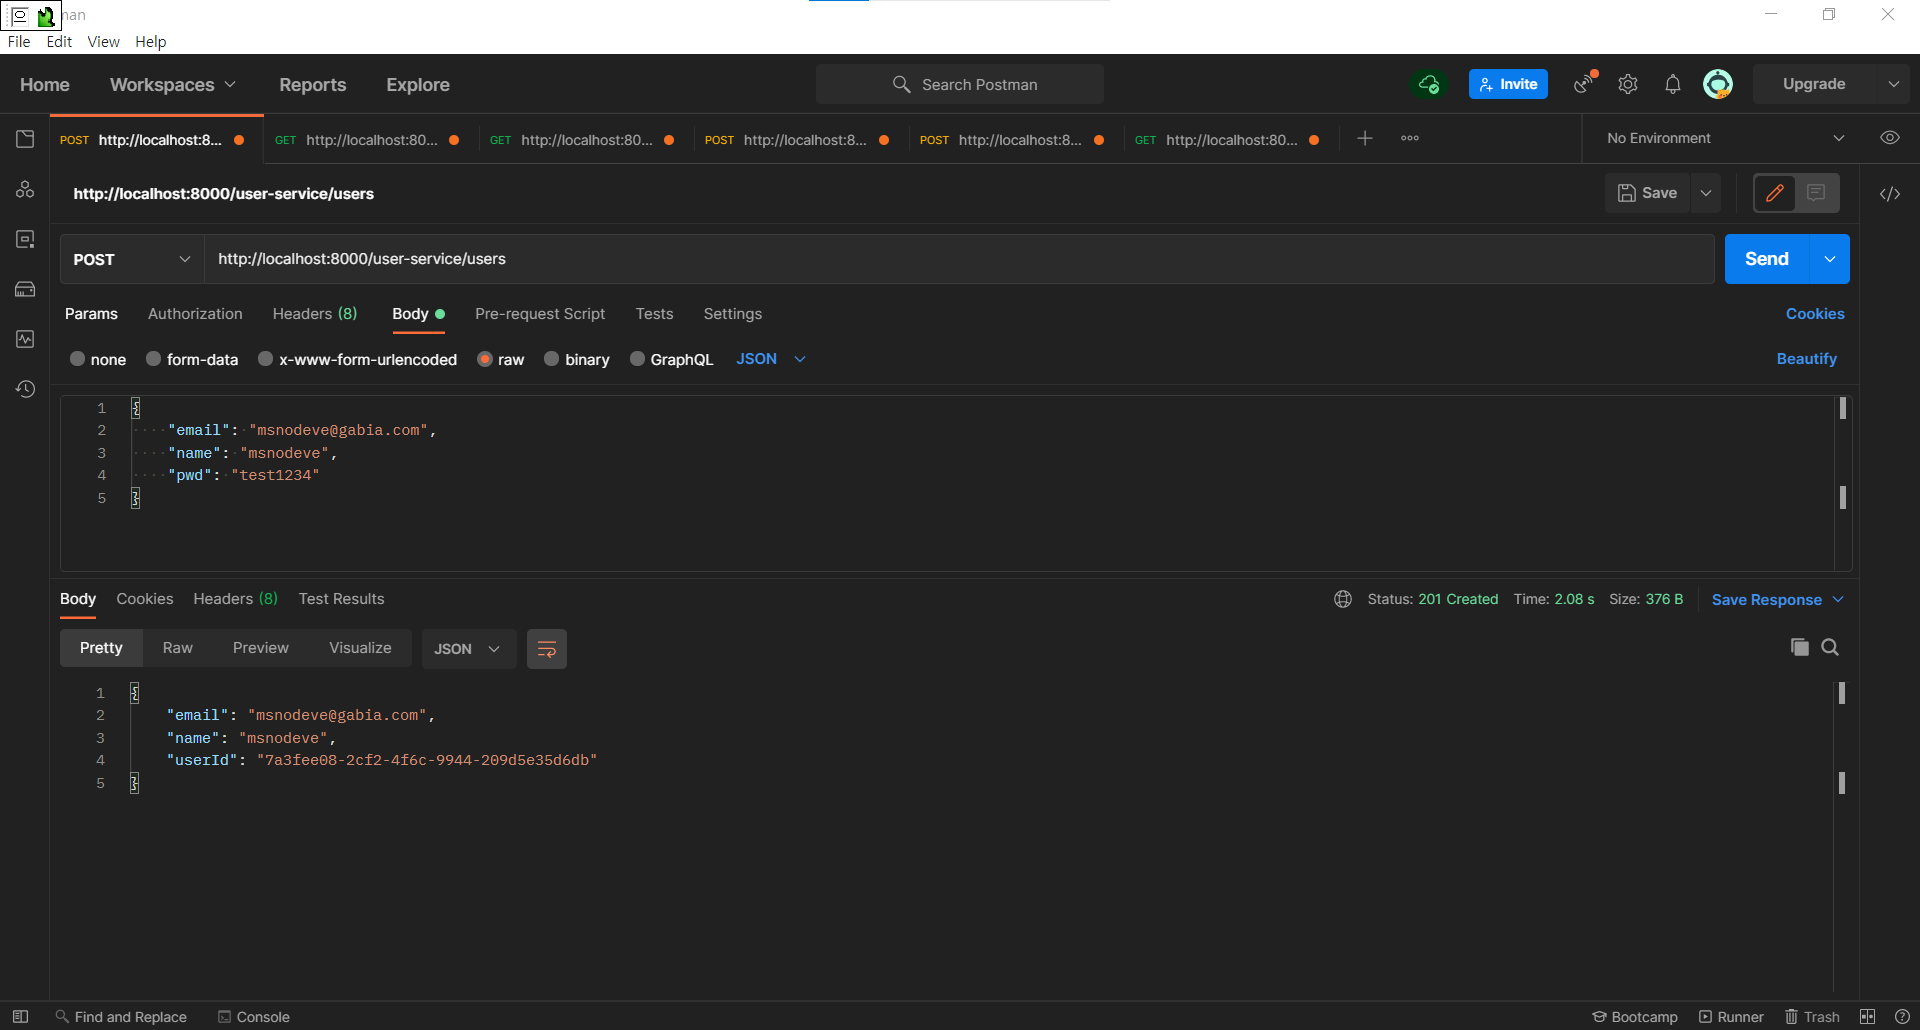 man
File Edit View Help
Home Workspaces Reports Explore Search Postman Invite Upgrade
POST http://localhost:8... GET http://localhost:80... GET http://localhost:80... POST http://localhost:8... POST http://localhost:8... GET http://localhost:80... No Environment
http://localhost:8000/user-service/users Save
POST http://localhost:8000/user-service/users Send
Params Authorization Headers (8) Body Pre-request Script Tests Settings Cookies
none form-data x-www-form-urlencoded raw binary GraphQL JSON Beautify
1 {
2 "email": "msnodeve@gabia.com",
3 "name": "msnodeve",
4 "pwd": "test1234"
5 }
Body Cookies Headers (8) Test Results Status: 201 Created Time: 2.08 s Size: 376 B Save Response
Pretty Raw Preview Visualize JSON
1 {
2 "email": "msnodeve@gabia.com",
3 "name": "msnodeve",
4 "userId": "7a3fee08-2cf2-4f6c-9944-209d5e35d6db"
5 }
Find and Replace Console Bootcamp Runner Trash